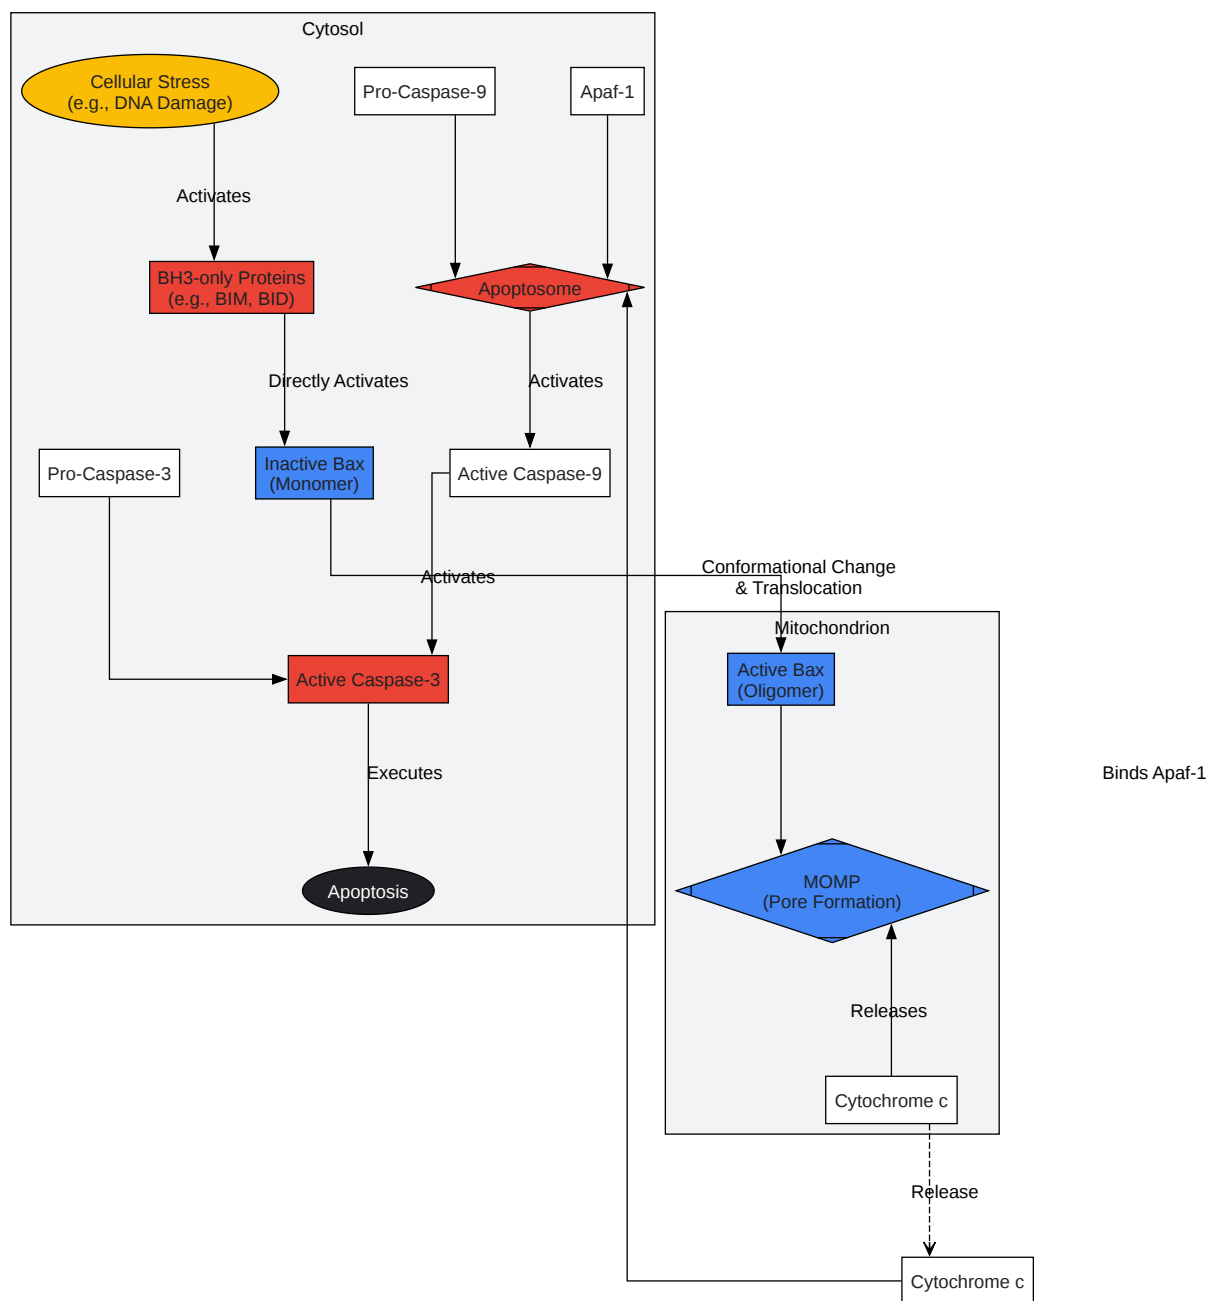 Cytosol
Cellular Stress
(e.g., DNA Damage)
Pro-Caspase-9
Apaf-1
Activates
BH3-only Proteins
(e.g., BIM, BID)
Apoptosome
Directly Activates
Activates
Pro-Caspase-3
Inactive Bax
(Monomer)
Active Caspase-9
Activates
Conformational Change
& Translocation
Mitochondrion
Active Caspase-3
Active Bax
(Oligomer)
Executes
Binds Apaf-1
Apoptosis
MOMP
(Pore Formation)
Releases
Cytochrome c
Release
Cytochrome c